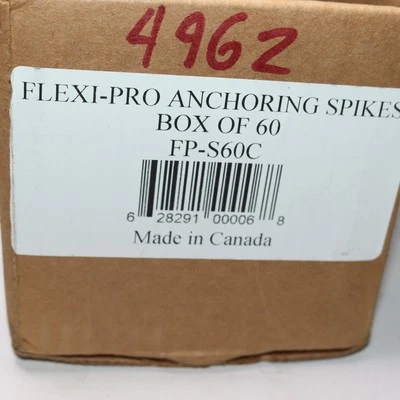 4962
FLEXI-PRO ANCHORING SPIKES
BOX OF 60
FP-S60C
6 28291 00006 8
Made in Canada